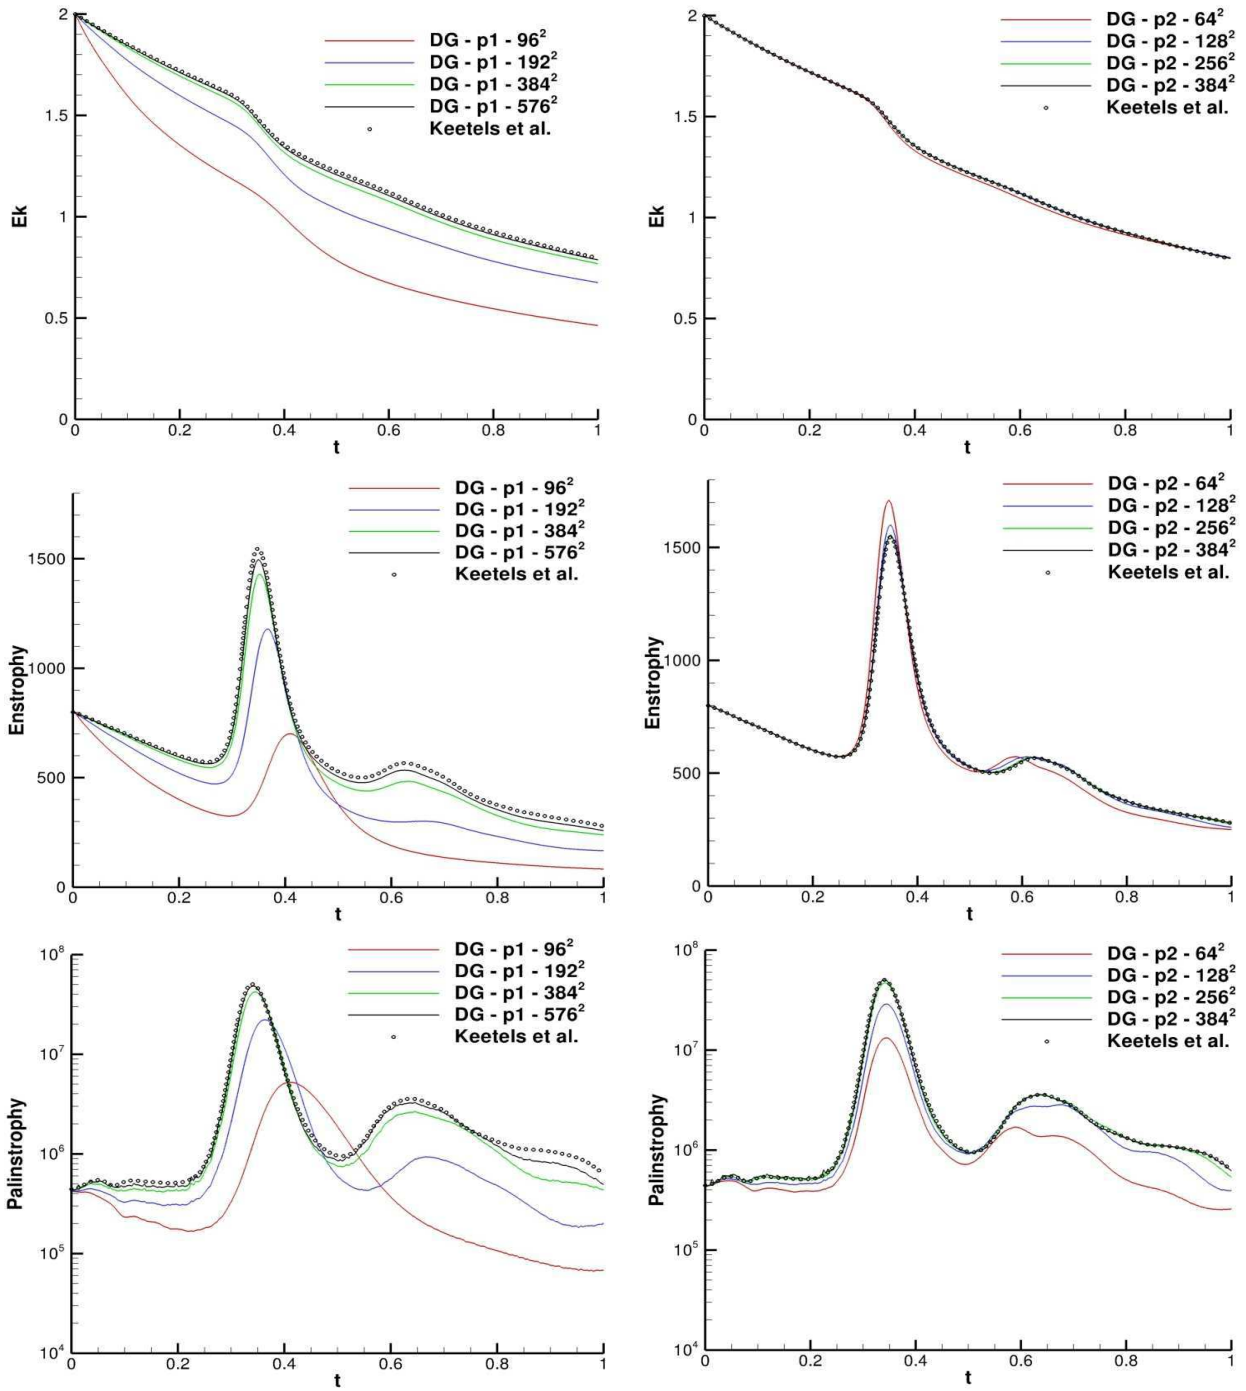 2
DG - p1 - 96²
DG - p1 - 192²
DG - p1 - 384²
DG - p1 - 576²
Keetels et al.
1.5
1
0.5
0
Ek
0 0.2 0.4 0.6 0.8 1
t
2
DG - p2 - 64²
DG - p2 - 128²
DG - p2 - 256²
DG - p2 - 384²
Keetels et al.
1.5
1
0.5
0
Ek
0 0.2 0.4 0.6 0.8 1
t
DG - p1 - 96²
DG - p1 - 192²
DG - p1 - 384²
DG - p1 - 576²
Keetels et al.
1500
1000
500
0
Enstrophy
0 0.2 0.4 0.6 0.8 1
t
DG - p2 - 64²
DG - p2 - 128²
DG - p2 - 256²
DG - p2 - 384²
Keetels et al.
1500
1000
500
0
Enstrophy
0 0.2 0.4 0.6 0.8 1
t
10⁸
DG - p1 - 96²
DG - p1 - 192²
DG - p1 - 384²
DG - p1 - 576²
Keetels et al.
10⁷
10⁶
10⁵
10⁴
Palinstrophy
0 0.2 0.4 0.6 0.8 1
t
10⁸
DG - p2 - 64²
DG - p2 - 128²
DG - p2 - 256²
DG - p2 - 384²
Keetels et al.
10⁷
10⁶
10⁵
10⁴
Palinstrophy
0 0.2 0.4 0.6 0.8 1
t